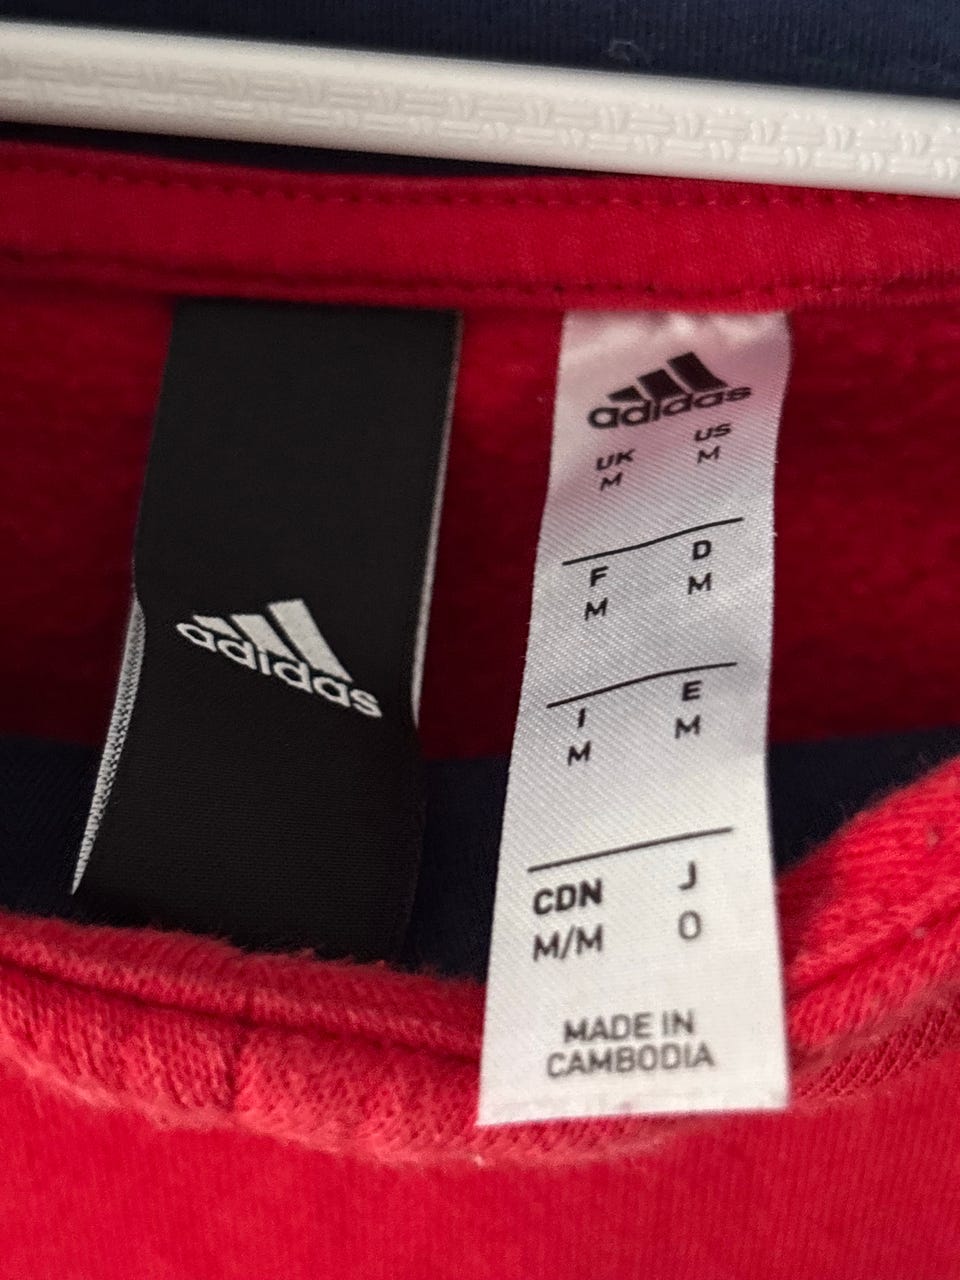 adidas
adidas
UK US
M M
F D
M M
I E
M M
CDN J
M/M O
MADE IN
CAMBODIA